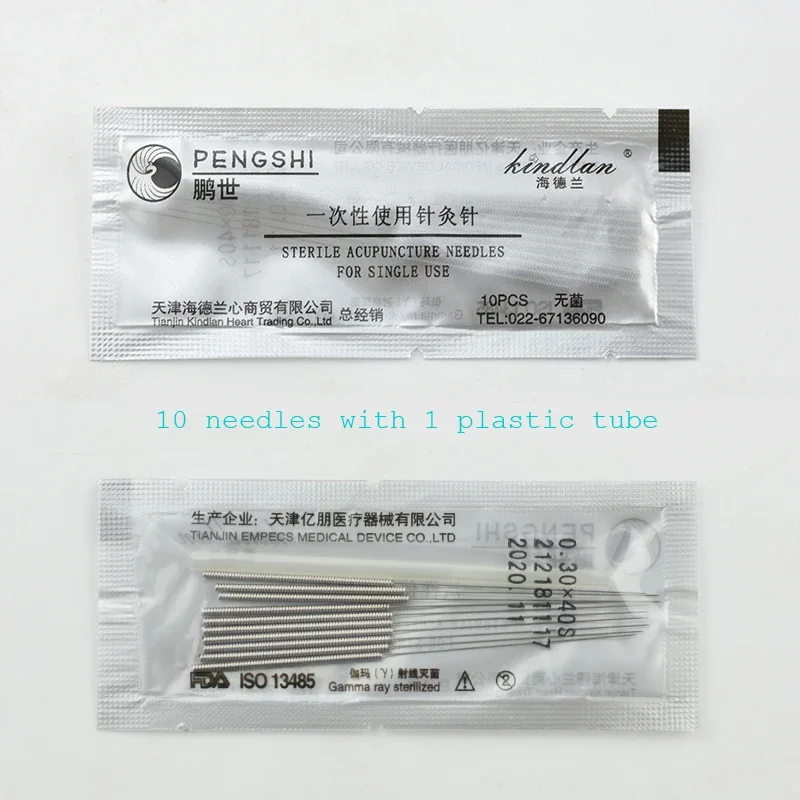 PENGSHI
鹏世
kindlan®
海德兰
一次性使用针灸针
STERILE ACUPUNCTURE NEEDLES
FOR SINGLE USE
天津海德兰心商贸有限公司 总经销
Tianjin Kindlan Heart Trading Co.,Ltd
10PCS 无菌
TEL:022-67136090
10 needles with 1 plastic tube
生产企业：天津亿朋医疗器械有限公司
TIANJIN EMPECS MEDICAL DEVICE CO.,LTD
0.30×40S
212181117
2020.11
FDA ISO 13485
伽玛（γ）射线灭菌
Gamma ray sterilized